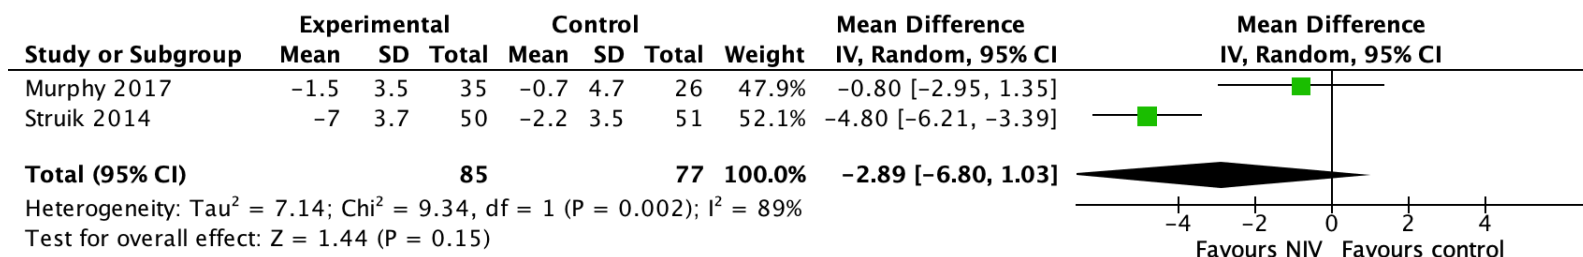 Experimental Control Mean Difference Mean Difference
Study or Subgroup Mean SD Total Mean SD Total Weight IV, Random, 95% CI IV, Random, 95% CI
Murphy 2017 −1.5 3.5 35 −0.7 4.7 26 47.9% −0.80 [−2.95, 1.35]
Struik 2014 −7 3.7 50 −2.2 3.5 51 52.1% −4.80 [−6.21, −3.39]
Total (95% CI) 85 77 100.0% −2.89 [−6.80, 1.03]
Heterogeneity: Tau² = 7.14; Chi² = 9.34, df = 1 (P = 0.002); I² = 89%
Test for overall effect: Z = 1.44 (P = 0.15)
−4 −2 0 2 4
Favours NIV Favours control